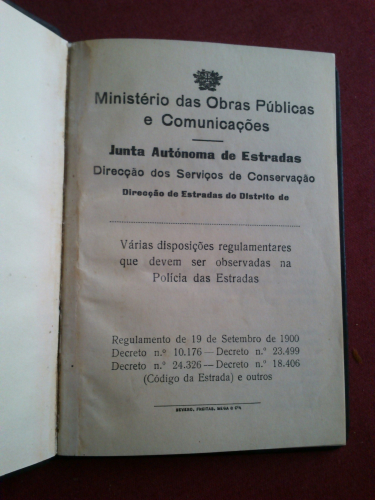 Ministério das Obras Públicas
e Comunicações
Junta Autónoma de Estradas
Direcção dos Serviços de Conservação
Direcção de Estradas do Distrito de
Várias disposições regulamentares
que devem ser observadas na
Polícia das Estradas
Regulamento de 19 de Setembro de 1900
Decreto n.º 10.176 — Decreto n.º 23.499
Decreto n.º 24.326 — Decreto n.º 18.406
(Código da Estrada) e outros